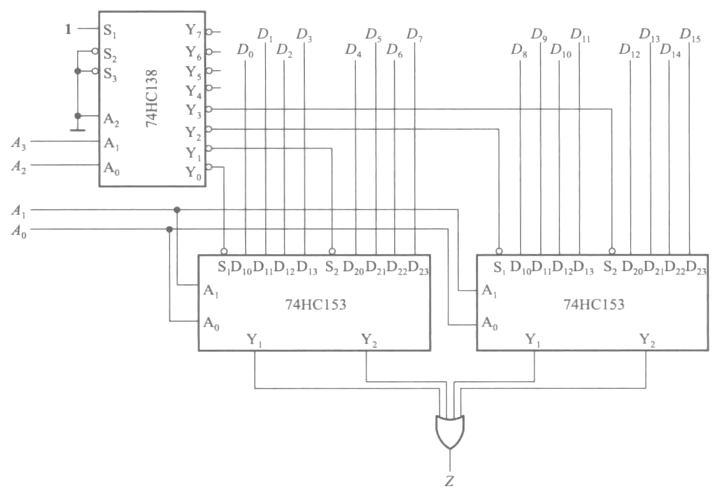 1 S₁ Y₇
S₂ Y₆
S₃ Y₅
Y₄
74HC138
A₂ Y₃
A₃ A₁ Y₂
Y₁
A₂ A₀ Y₀
D₀ D₁ D₂ D₃ D₄ D₅ D₆ D₇ D₈ D₉ D₁₀ D₁₁ D₁₂ D₁₃ D₁₄ D₁₅
A₁
A₀
S₁ D₁₀ D₁₁ D₁₂ D₁₃ S₂ D₂₀ D₂₁ D₂₂ D₂₃
A₁
74HC153
A₀
Y₁ Y₂
S₁ D₁₀ D₁₁ D₁₂ D₁₃ S₂ D₂₀ D₂₁ D₂₂ D₂₃
A₁
74HC153
A₀
Y₁ Y₂
Z